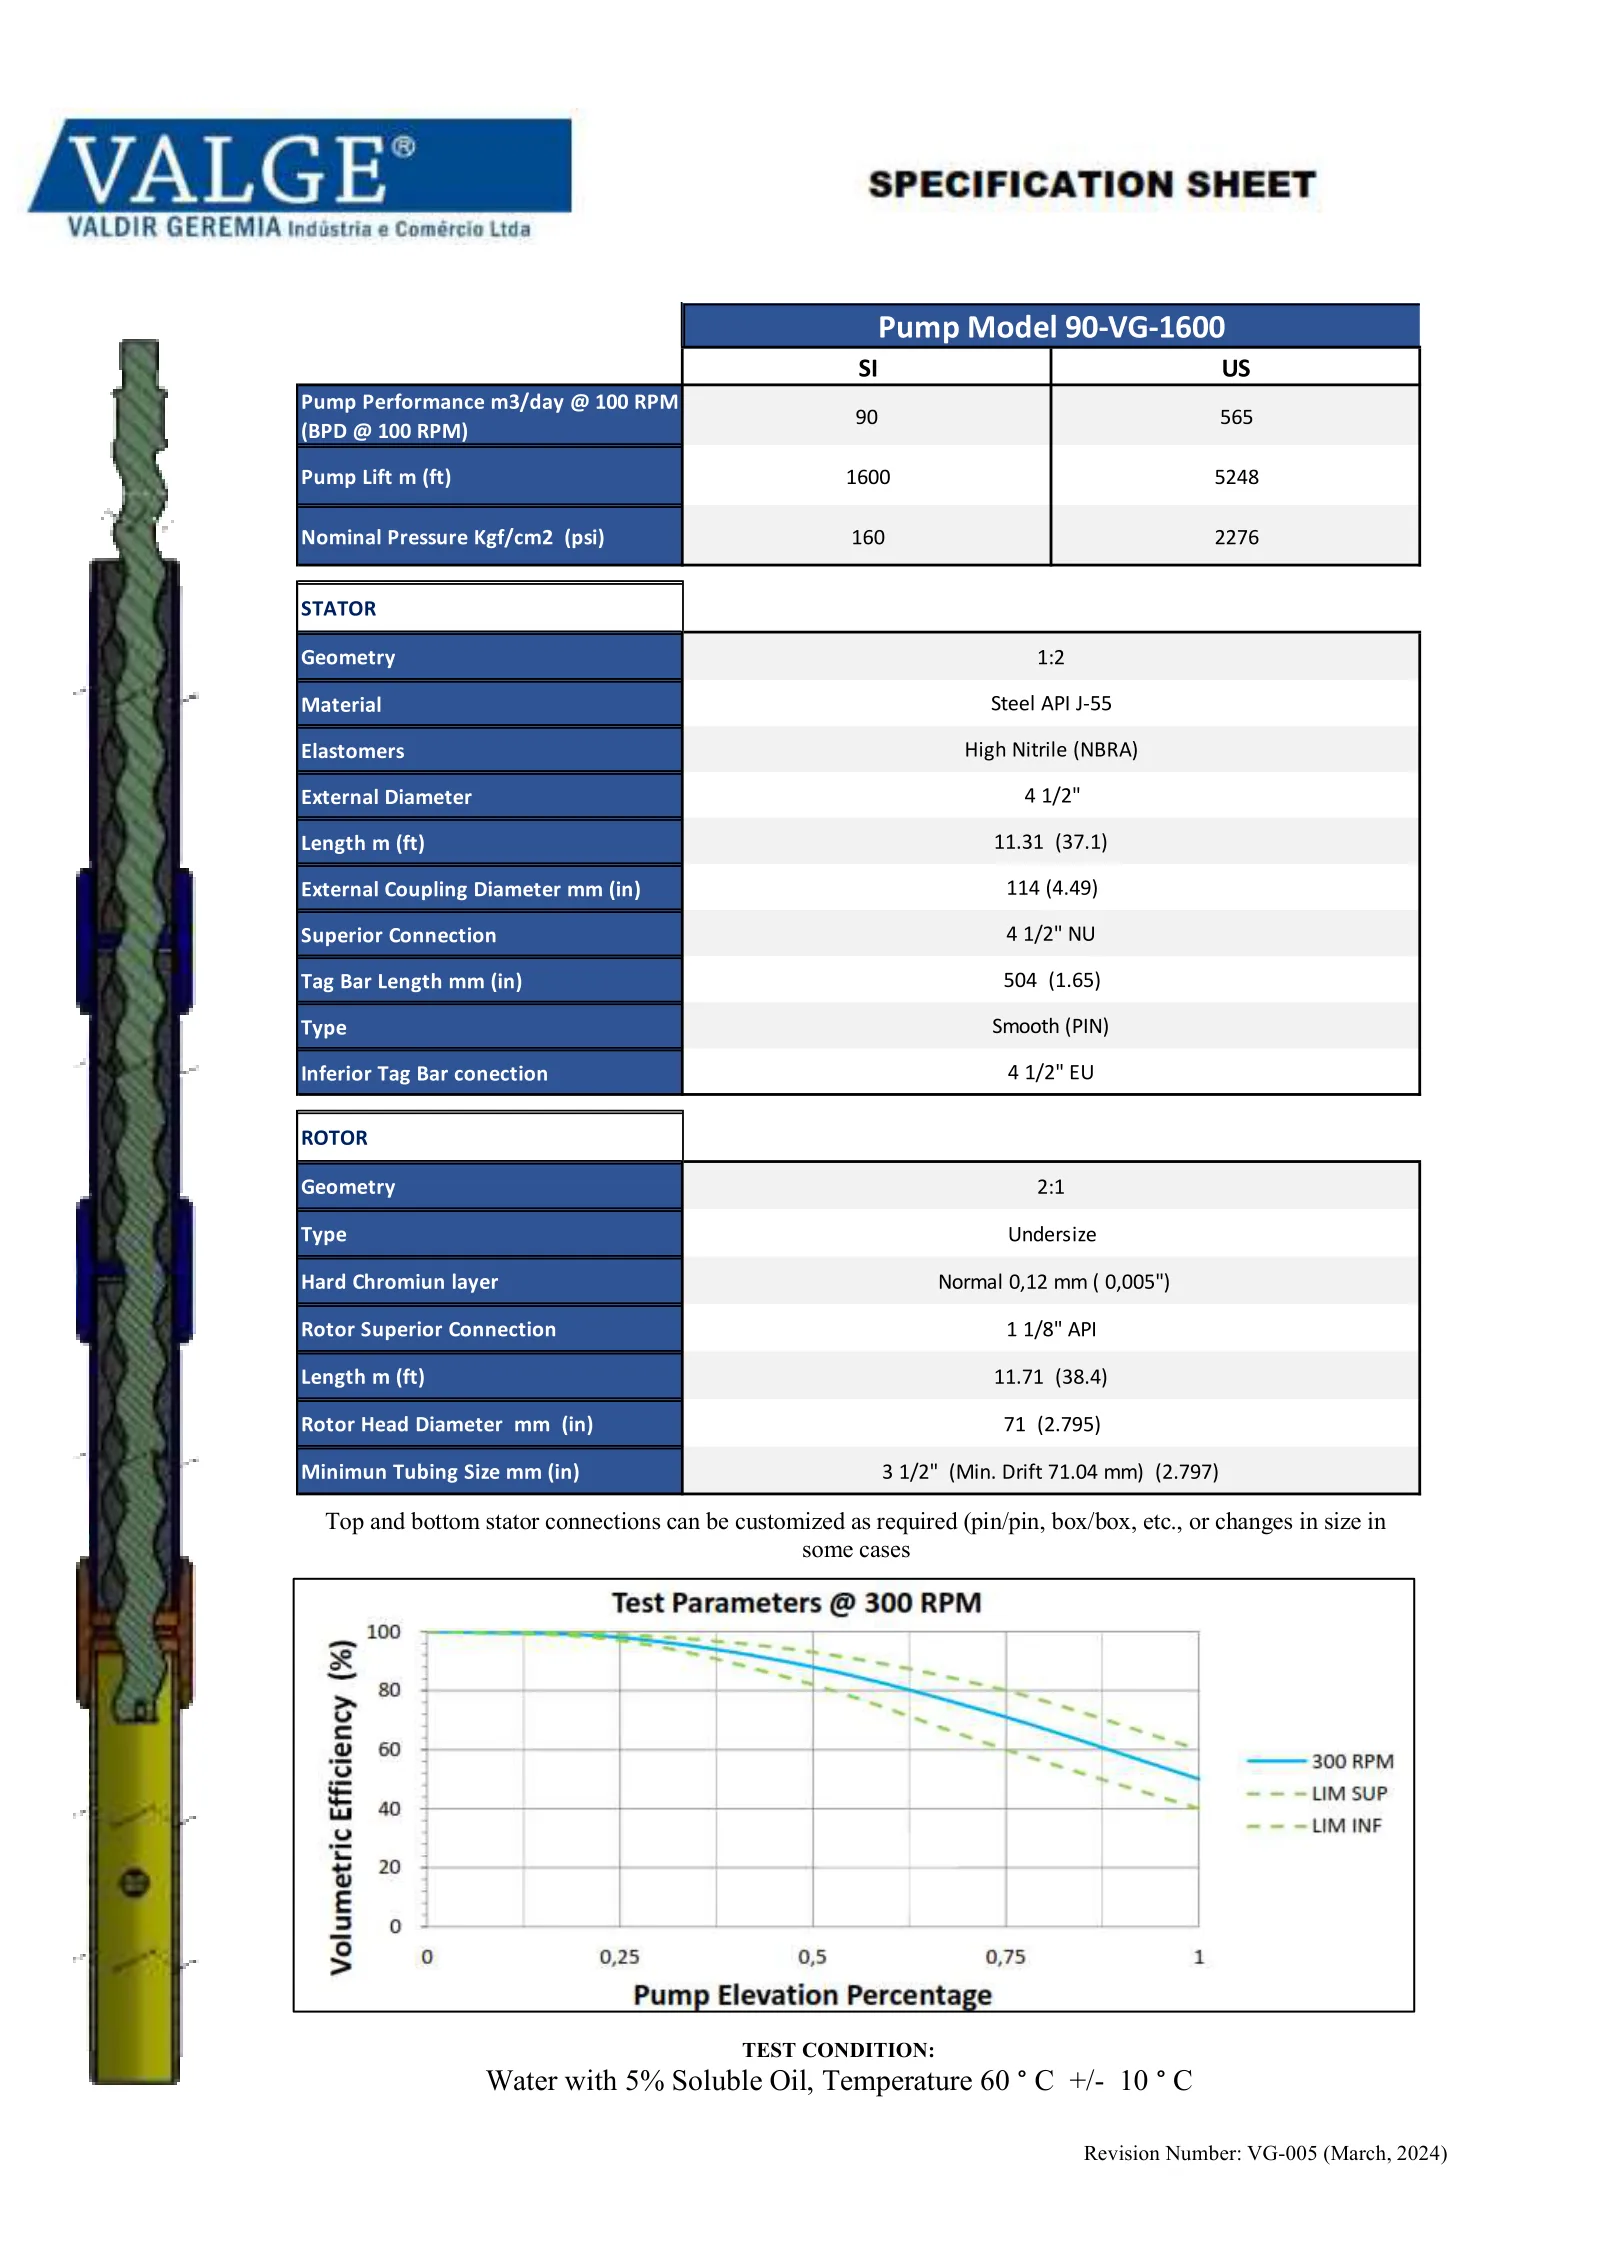 VALGE®
VALDIR GEREMIA Indústria e Comércio Ltda
SPECIFICATION SHEET
Pump Model 90-VG-1600
SI US
Pump Performance m3/day @ 100 RPM
(BPD @ 100 RPM) 90 565
Pump Lift m (ft) 1600 5248
Nominal Pressure Kgf/cm2 (psi) 160 2276
STATOR
Geometry 1:2
Material Steel API J-55
Elastomers High Nitrile (NBRA)
External Diameter 4 1/2"
Length m (ft) 11.31 (37.1)
External Coupling Diameter mm (in) 114 (4.49)
Superior Connection 4 1/2" NU
Tag Bar Length mm (in) 504 (1.65)
Type Smooth (PIN)
Inferior Tag Bar conection 4 1/2" EU
ROTOR
Geometry 2:1
Type Undersize
Hard Chromiun layer Normal 0,12 mm ( 0,005")
Rotor Superior Connection 1 1/8" API
Length m (ft) 11.71 (38.4)
Rotor Head Diameter mm (in) 71 (2.795)
Minimun Tubing Size mm (in) 3 1/2" (Min. Drift 71.04 mm) (2.797)
Top and bottom stator connections can be customized as required (pin/pin, box/box, etc., or changes in size in
some cases
Test Parameters @ 300 RPM
Volumetric Efficiency (%)
100
80
60
40
20
0
0 0,25 0,5 0,75 1
Pump Elevation Percentage
300 RPM
LIM SUP
LIM INF
TEST CONDITION:
Water with 5% Soluble Oil, Temperature 60 ° C +/- 10 ° C
Revision Number: VG-005 (March, 2024)